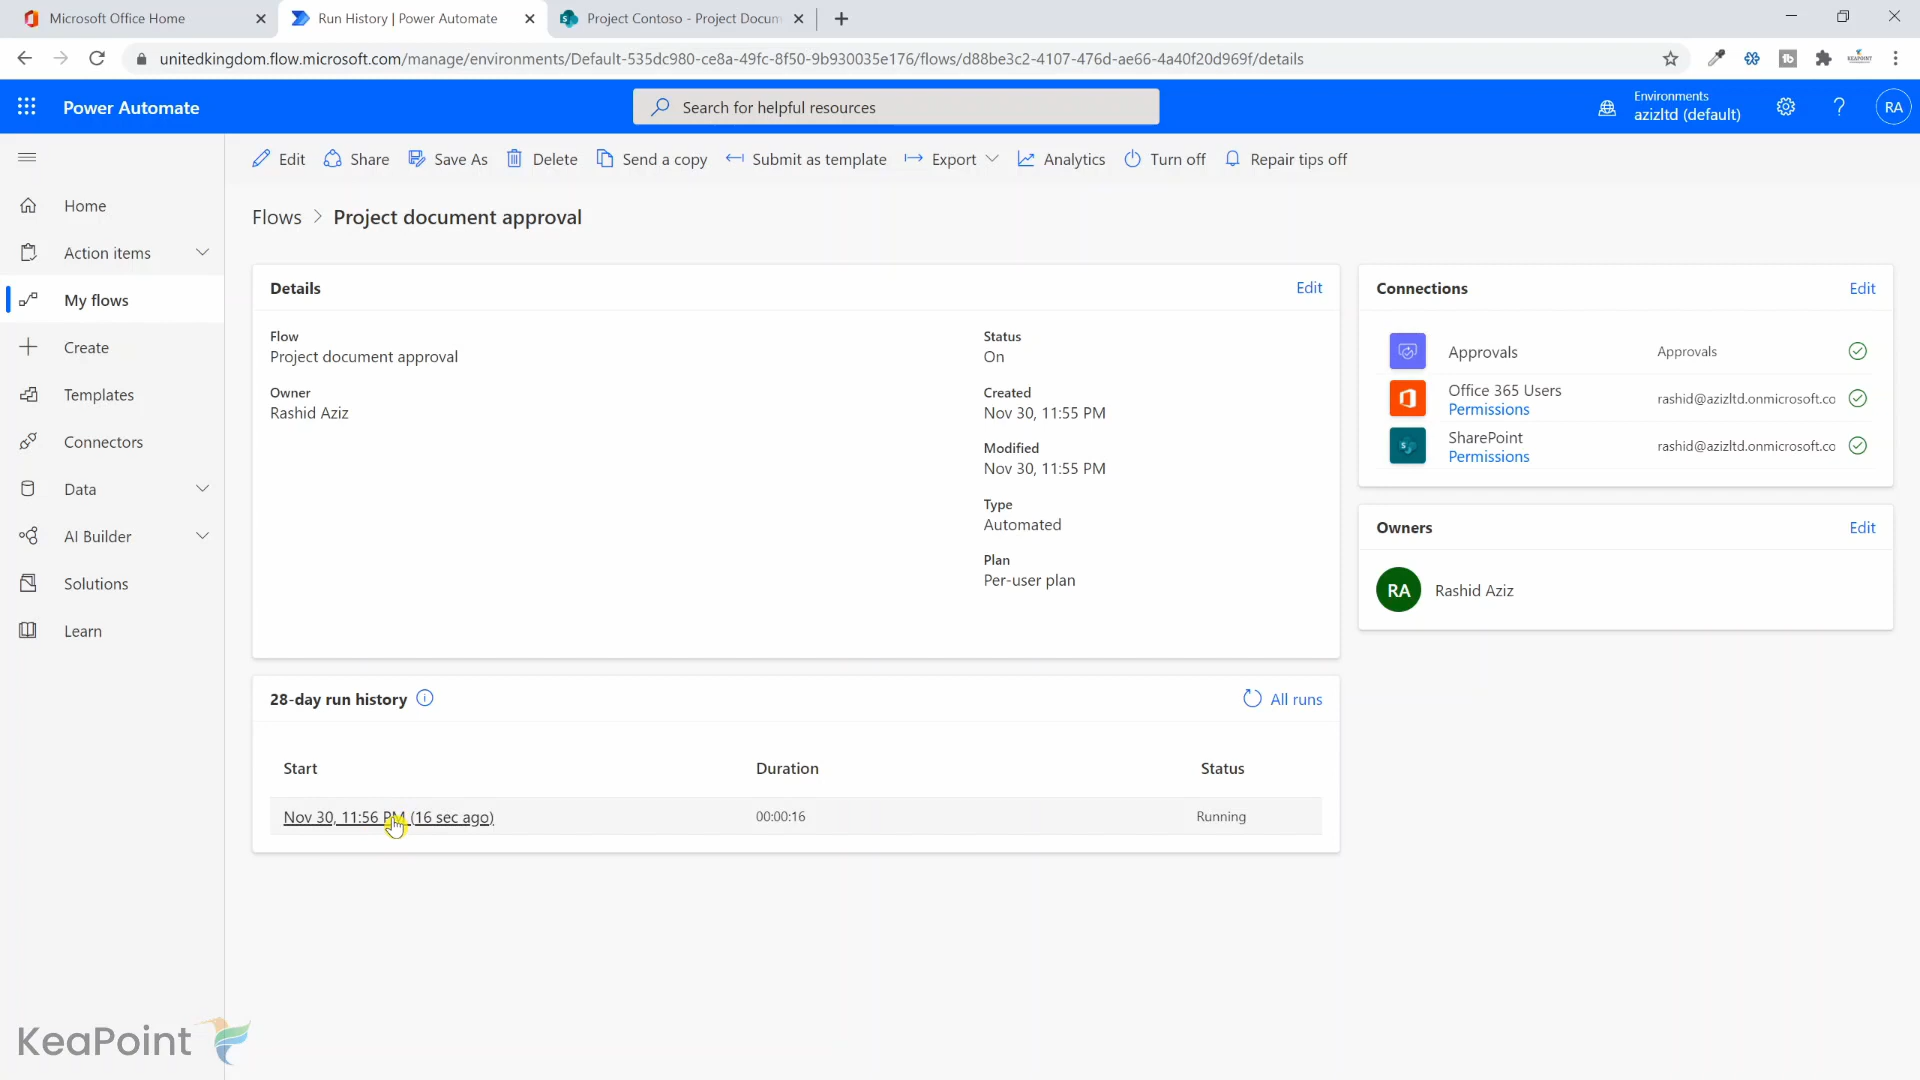 Microsoft Office Home
Run History | Power Automate
Project Contoso - Project Docum
unitedkingdom.flow.microsoft.com/manage/environments/Default-535dc980-ce8a-49fc-8f50-9b930035e176/flows/d88be3c2-4107-476d-ae66-4a40f20d969f/details
Power Automate
Search for helpful resources
Environments
azizltd (default)
RA
Edit
Share
Save As
Delete
Send a copy
Submit as template
Export
Analytics
Turn off
Repair tips off
Home
Action items
My flows
Create
Templates
Connectors
Data
AI Builder
Solutions
Learn
Flows > Project document approval
Details
Edit
Flow
Project document approval
Owner
Rashid Aziz
Status
On
Created
Nov 30, 11:55 PM
Modified
Nov 30, 11:55 PM
Type
Automated
Plan
Per-user plan
Connections
Edit
Approvals
Approvals
Office 365 Users
Permissions
rashid@azizltd.onmicrosoft.co
SharePoint
Permissions
rashid@azizltd.onmicrosoft.co
Owners
Edit
RA
Rashid Aziz
28-day run history
All runs
Start
Duration
Status
Nov 30, 11:56 PM (16 sec ago)
00:00:16
Running
KeaPoint